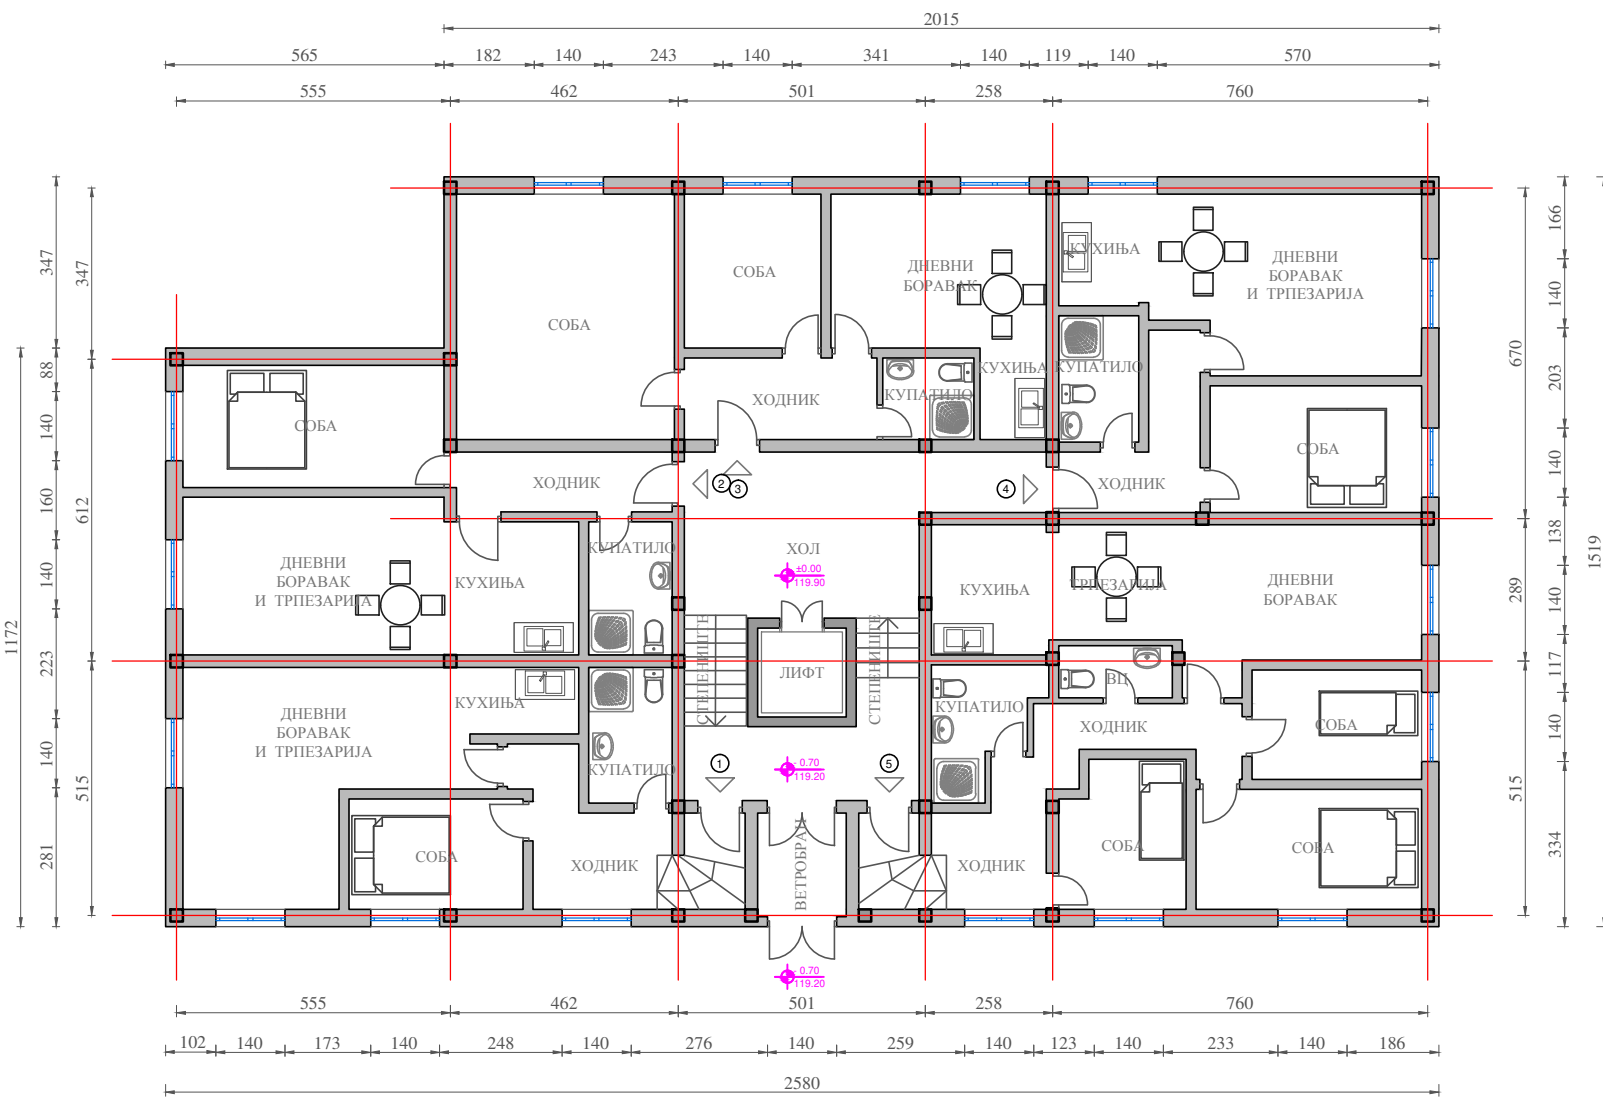 2015
565 182 140 243 140 341 140 119 140 570
555 462 501 258 760
347 88 140 160 140 223 140 281
347 612 515
1172
166 140 203 140 138 140 117 140 334
670 289 515
1519
СОБА
СОБА
ДНЕВНИ
БОРАВАК
КУХИЊА
ДНЕВНИ
БОРАВАК
И ТРПЕЗАРИЈА
КУХИЊА
КУПАТИЛО
КУПАТИЛО
ХОДНИК
СОБА
СОБА
ХОДНИК
ХОДНИК
2
3
4
ДНЕВНИ
БОРАВАК
И ТРПЕЗАРИЈА
КУХИЊА
КУПАТИЛО
ХОЛ
±0.00
119.90
КУХИЊА
ТРПЕЗАРИЈА
ДНЕВНИ
БОРАВАК
СТЕПЕНИШТЕ
ЛИФТ
СТЕПЕНИШТЕ
ДНЕВНИ
БОРАВАК
И ТРПЕЗАРИЈА
КУХИЊА
КУПАТИЛО
КУПАТИЛО
ВЦ
ХОДНИК
СОБА
1
- 0.70
119.20
5
СОБА
ХОДНИК
ВЕТРОБРАН
ХОДНИК
СОБА
СОБА
- 0.70
119.20
555 462 501 258 760
102 140 173 140 248 140 276 140 259 140 123 140 233 140 186
2580